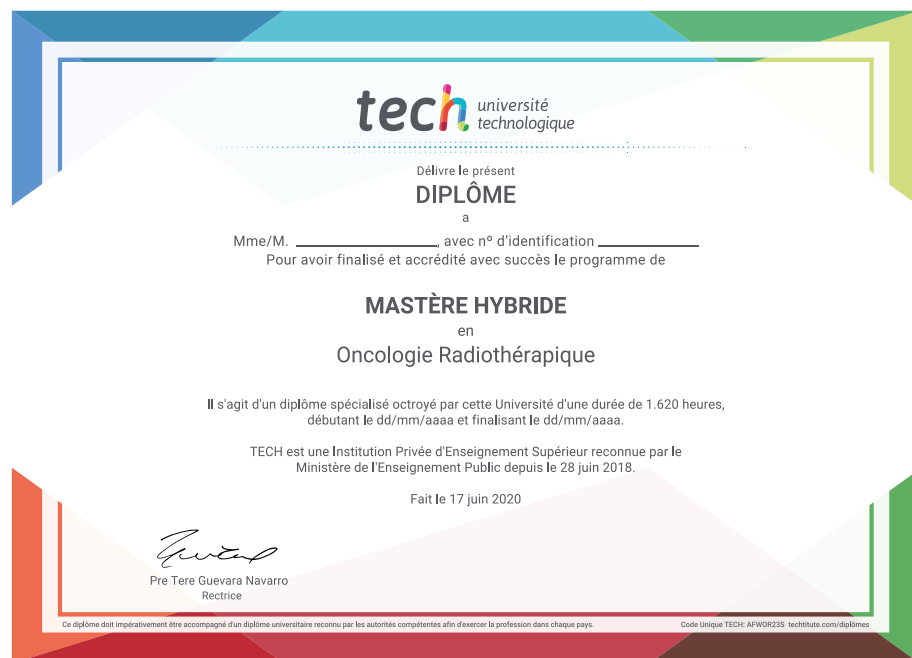 tech université
technologique
Délivre le présent
DIPLÔME
a
Mme/M. ____________________, avec nº d'identification ______________
Pour avoir finalisé et accrédité avec succès le programme de
MASTÈRE HYBRIDE
en
Oncologie Radiothérapique
Il s'agit d'un diplôme spécialisé octroyé par cette Université d'une durée de 1.620 heures,
débutant le dd/mm/aaaa et finalisant le dd/mm/aaaa.
TECH est une Institution Privée d'Enseignement Supérieur reconnue par le
Ministère de l'Enseignement Public depuis le 28 juin 2018.
Fait le 17 juin 2020
Pre Tere Guevara Navarro
Rectrice
Ce diplôme doit impérativement être accompagné d'un diplôme universitaire reconnu par les autorités compétentes afin d'exercer la profession dans chaque pays.
Code Unique TECH: AFWOR23S techtitute.com/diplômes